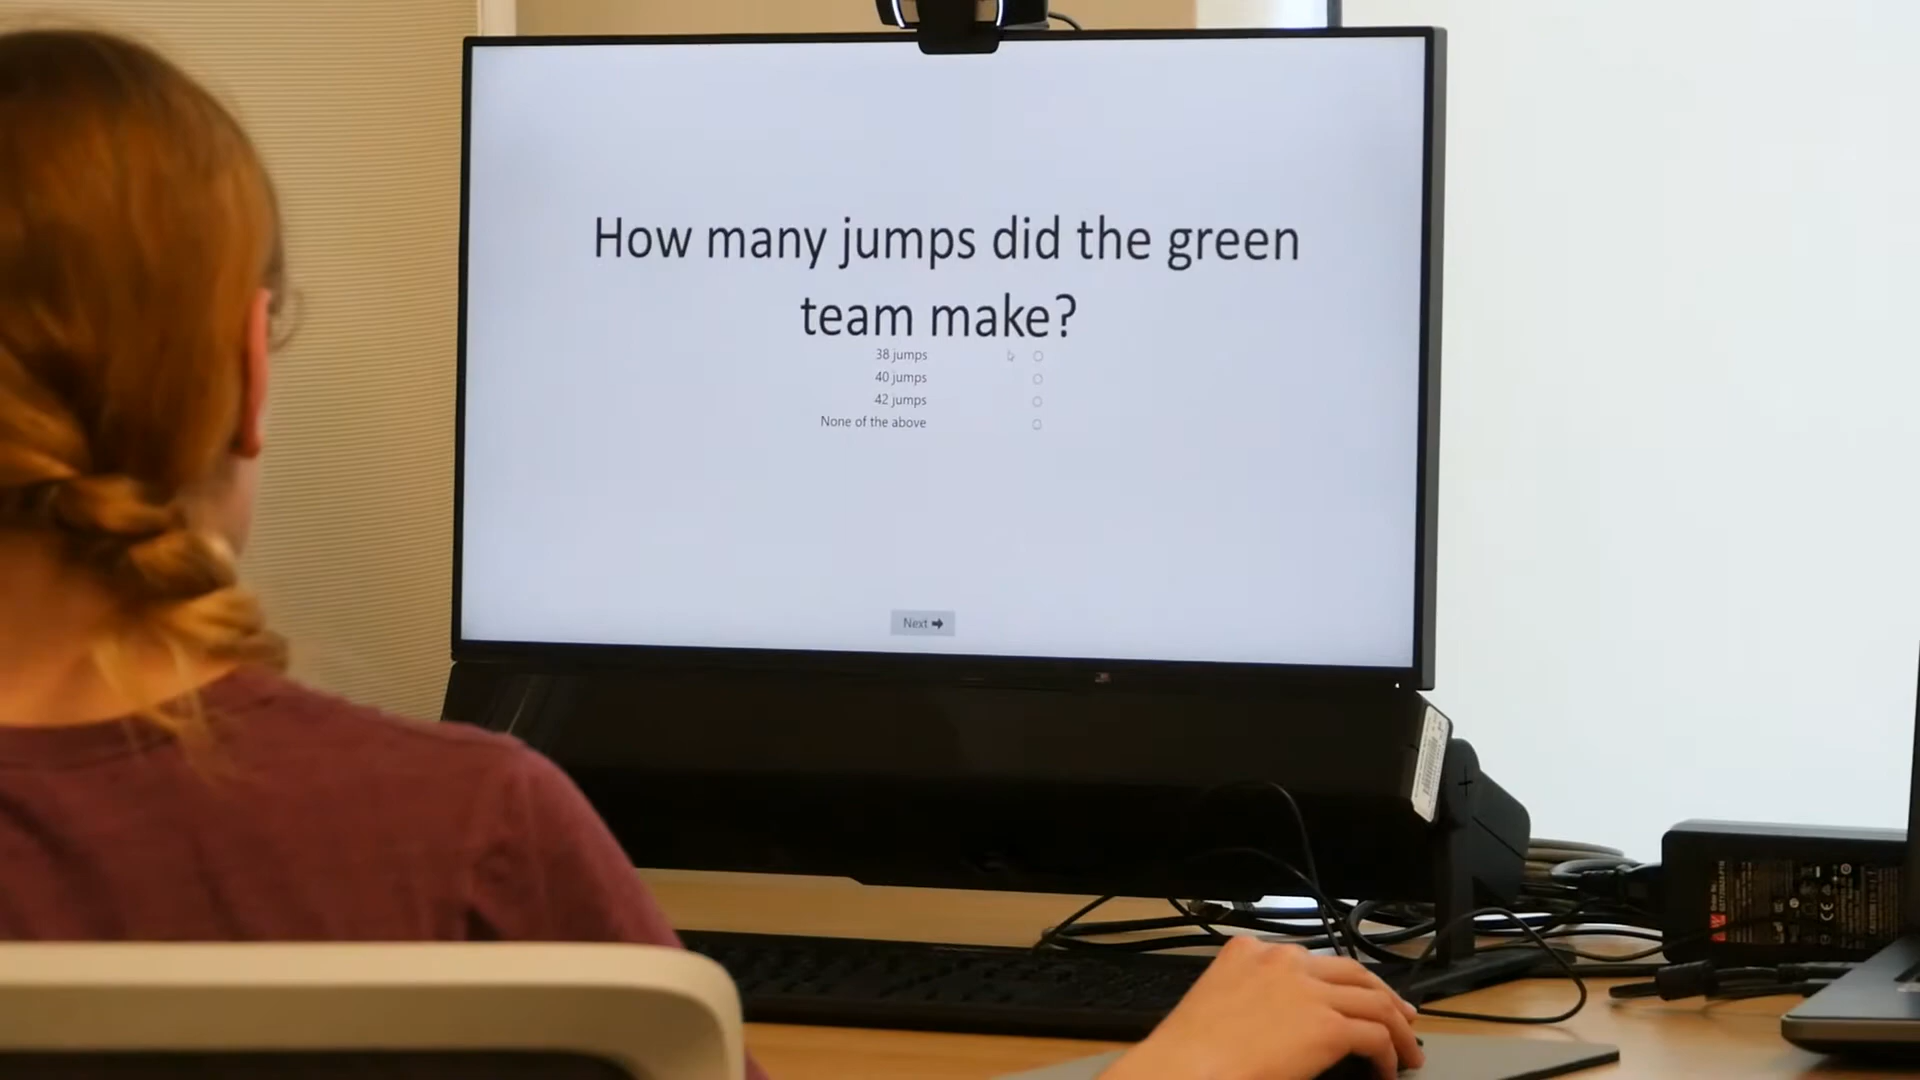 How many jumps did the green
team make?
38 jumps
40 jumps
42 jumps
None of the above
Next